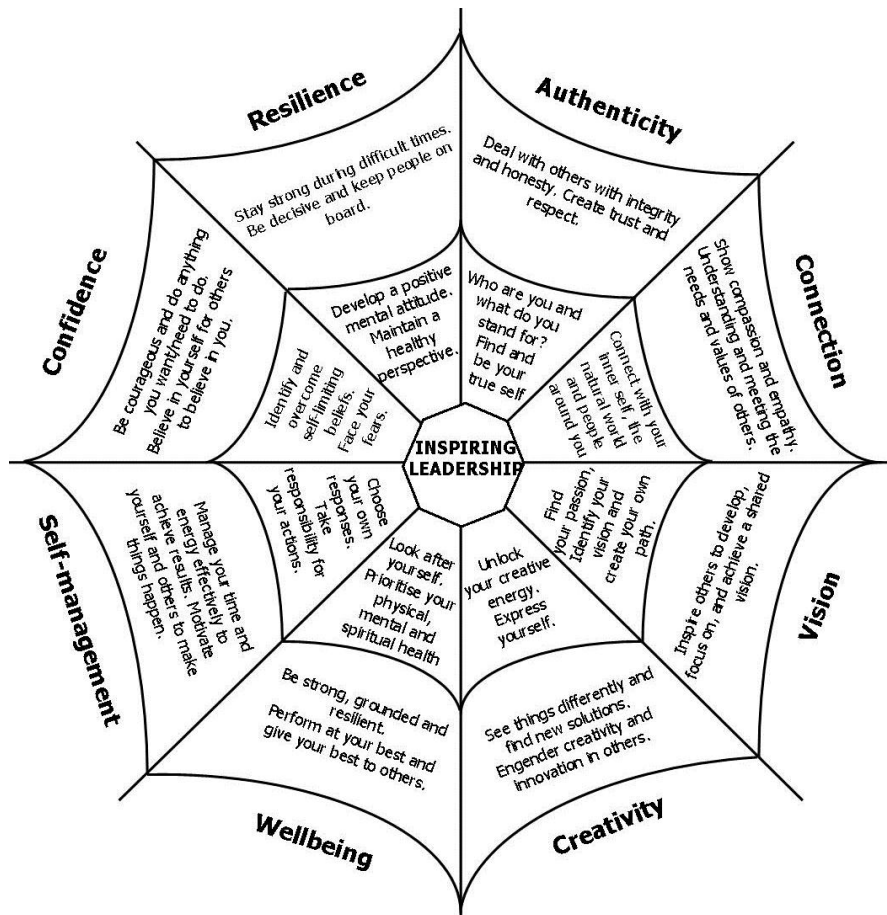 Resilience
Authenticity
Stay strong during difficult times.
Be decisive and keep people on
board.
Deal with others with integrity
and honesty. Create trust and
respect.
Confidence
Be courageous and do anything
you want/need to do.
Believe in yourself for others
to believe in you.
Develop a positive
mental attitude.
Maintain a
healthy
perspective.
Who are you and
what do you
stand for?
Find and
be your
true self
Show compassion and empathy.
Understanding and meeting the
needs and values of others.
Connection
Identify and
overcome
self-limiting
beliefs.
Face your
fears.
Connect with your
inner self, the
natural world
and people
around you
INSPIRING
LEADERSHIP
Self-management
Manage your time and
energy effectively to
achieve results. Motivate
yourself and others to make
things happen.
Choose
your own
responses.
Take
responsibility for
your actions.
Find
your passion,
Identify your
vision and
create your own
path.
Inspire others to develop,
focus on, and achieve a shared
vision.
Vision
Look after
yourself.
Prioritise your
physical,
mental and
spiritual health
Unlock
your creative
energy.
Express
yourself.
Be strong, grounded and
resilient.
Perform at your best and
give your best to others.
See things differently and
find new solutions.
Engender creativity and
innovation in others.
Wellbeing
Creativity